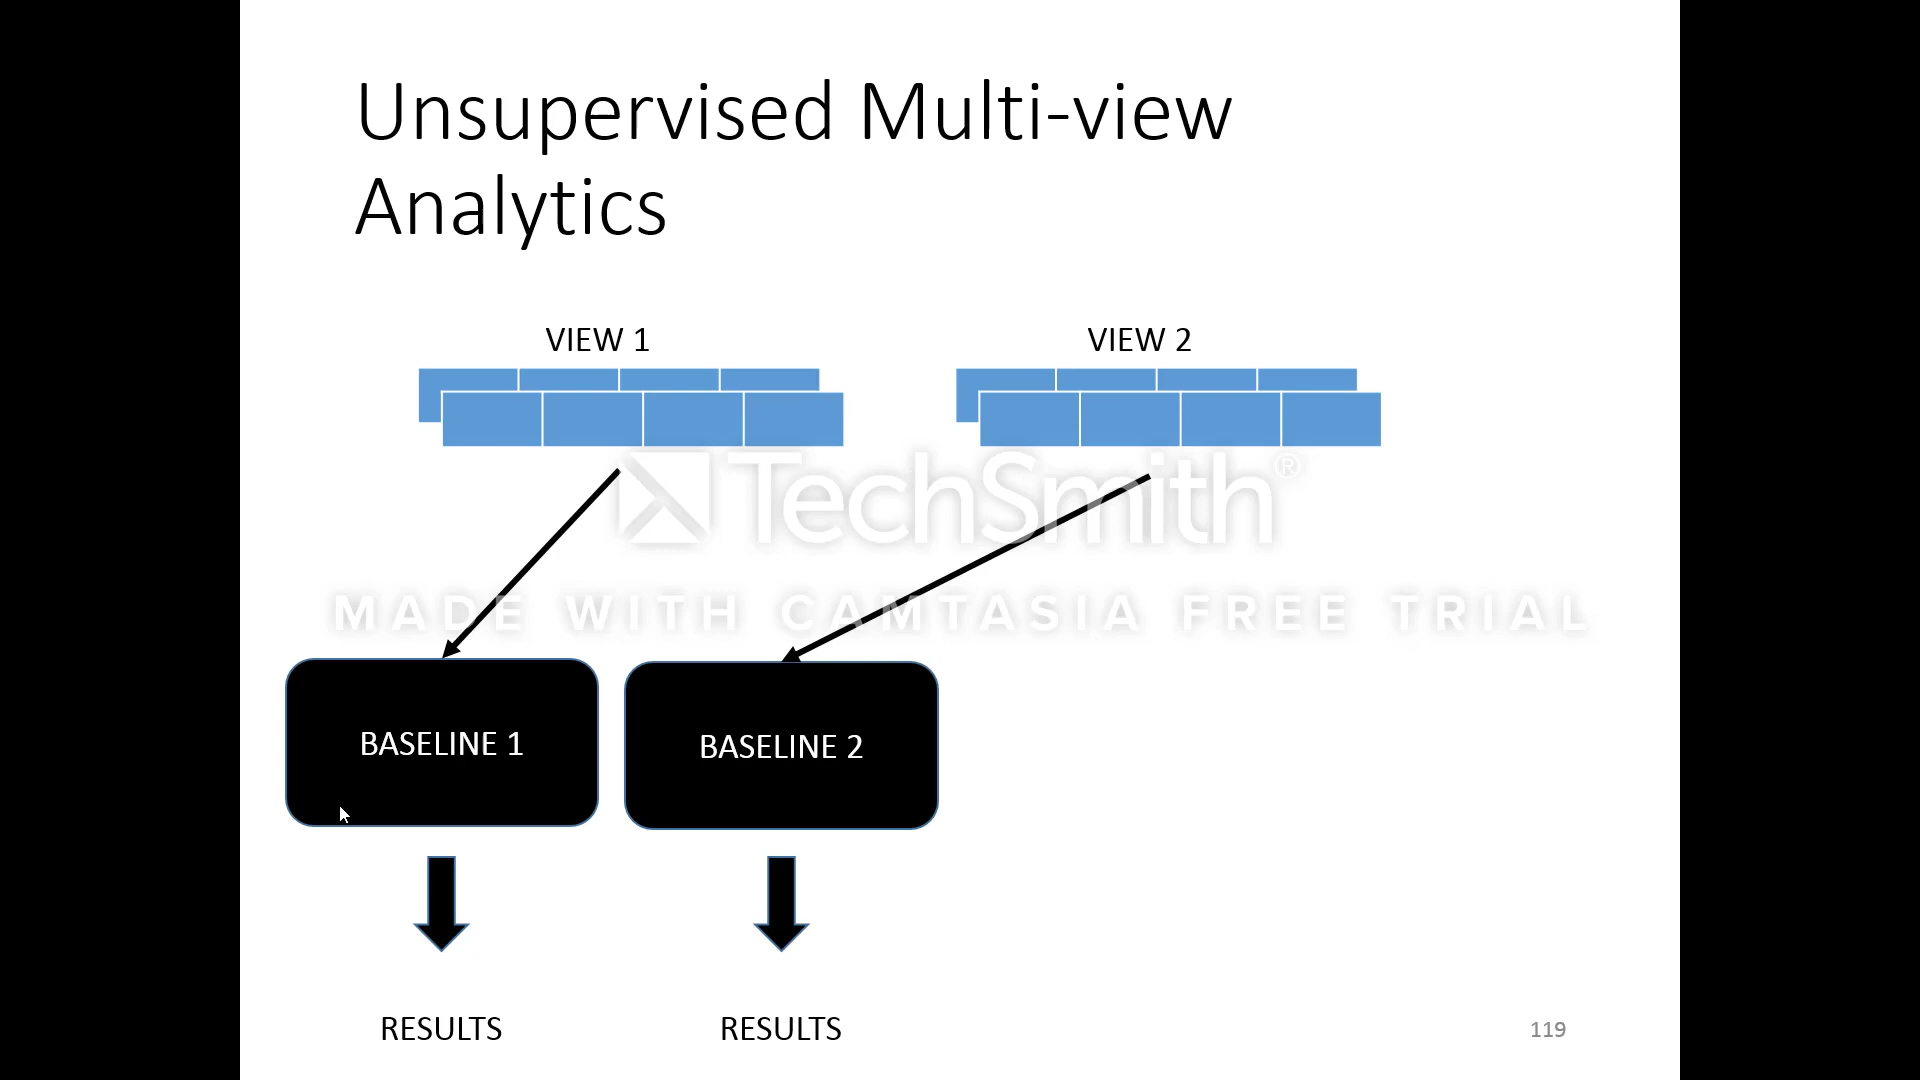 Unsupervised Multi-view
Analytics
VIEW 1
VIEW 2
TechSmith®
MADE WITH CAMTASIA FREE TRIAL
BASELINE 1
BASELINE 2
RESULTS
RESULTS
119